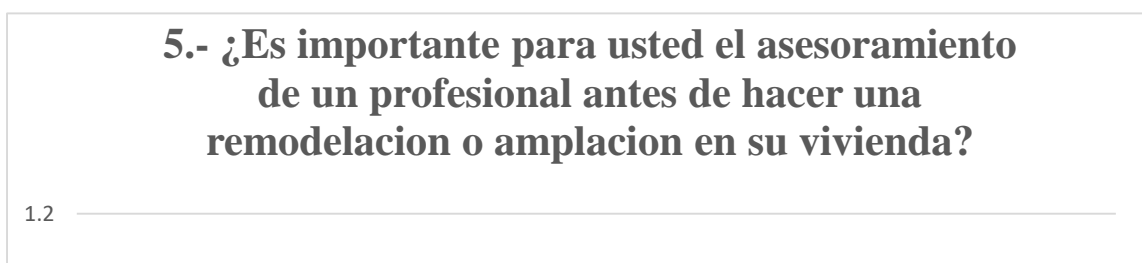 5.- ¿Es importante para usted el asesoramiento
de un profesional antes de hacer una
remodelacion o amplacion en su vivienda?
1.2